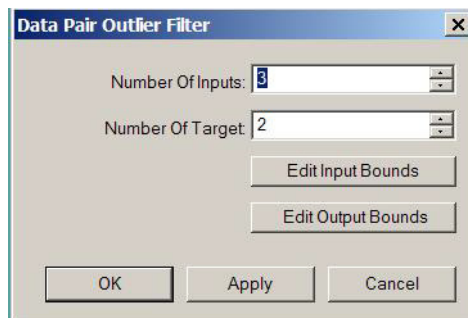 Data Pair Outlier Filter
Number Of Inputs: 3
Number Of Target: 2
Edit Input Bounds
Edit Output Bounds
OK Apply Cancel